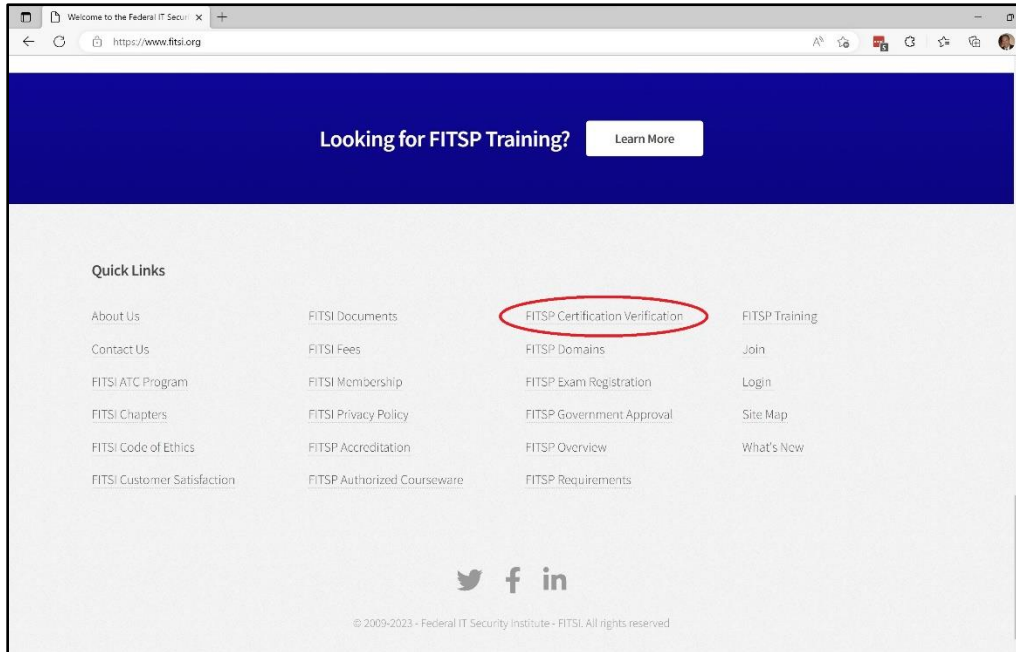 Welcome to the Federal IT Securi
https://www.fitsi.org
Looking for FITSP Training?
Learn More
Quick Links
About Us
Contact Us
FITSI ATC Program
FITSI Chapters
FITSI Code of Ethics
FITSI Customer Satisfaction
FITSI Documents
FITSI Fees
FITSI Membership
FITSI Privacy Policy
FITSP Accreditation
FITSP Authorized Courseware
FITSP Certification Verification
FITSP Domains
FITSP Exam Registration
FITSP Government Approval
FITSP Overview
FITSP Requirements
FITSP Training
Join
Login
Site Map
What's New
© 2009-2023 - Federal IT Security Institute - FITSI. All rights reserved